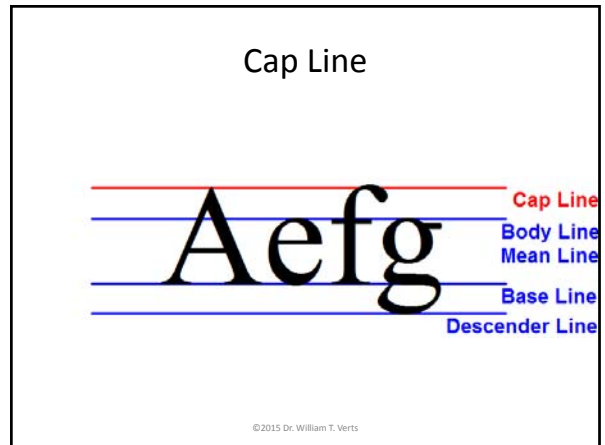 Cap Line
Aefg
Cap Line
Body Line
Mean Line
Base Line
Descender Line
©2015 Dr. William T. Verts